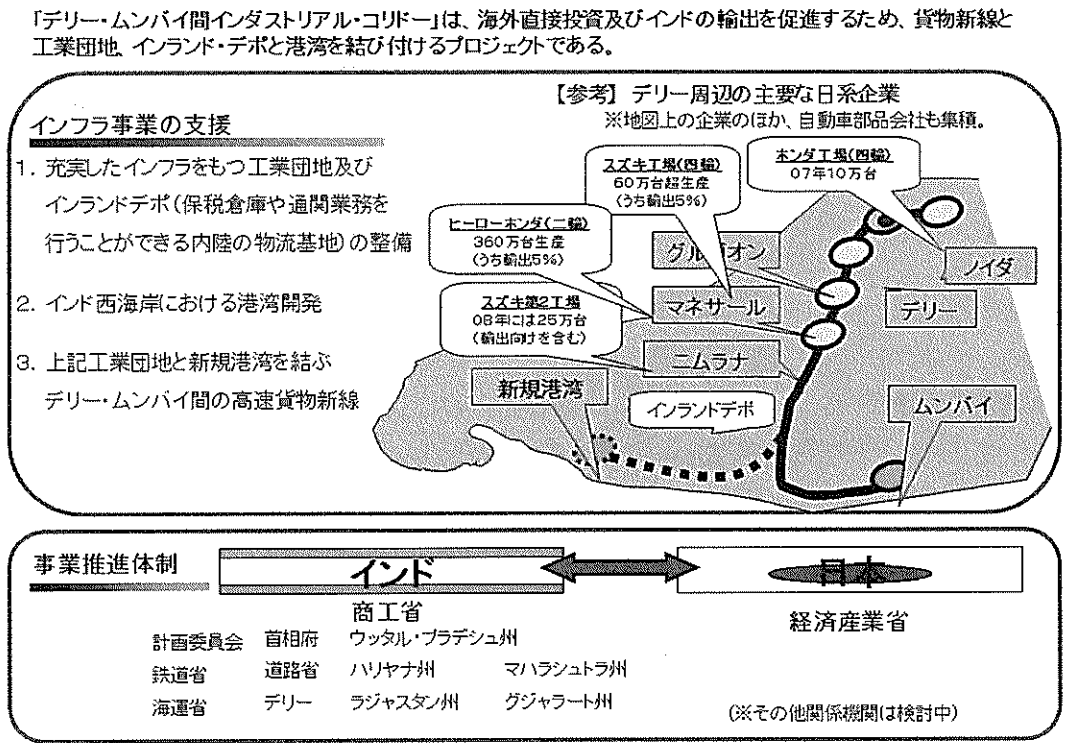 「デリー・ムンバイ間インダストリアル・コリドー」は、海外直接投資及びインドの輸出を促進するため、貨物新線と
工業団地、インランド・デポと港湾を結び付けるプロジェクトである。
インフラ事業の支援
1. 充実したインフラをもつ工業団地及び
インランドデポ(保税倉庫や通関業務を
行うことができる内陸の物流基地)の整備
2. インド西海岸における港湾開発
3. 上記工業団地と新規港湾を結ぶ
デリー・ムンバイ間の高速貨物新線
【参考】 デリー周辺の主要な日系企業
※地図上の企業のほか、自動車部品会社も集積。
スズキ工場(四輪)
60万台超生産
(うち輸出5%)
ホンダ工場(四輪)
07年10万台
ヒーローホンダ(二輪)
360万台生産
(うち輸出5%)
スズキ第2工場
08年には25万台
(輸出向けを含む)
グルガオン
マネサール
ニムラナ
ノイダ
デリー
新規港湾
インランドデポ
ムンバイ
事業推進体制
インド
日本
商工省
経済産業省
計画委員会 首相府 ウッタル・プラデシュ州
鉄道省 道路省 ハリヤナ州 マハラシュトラ州
海運省 デリー ラジャスタン州 グジャラート州
(※その他関係機関は検討中)